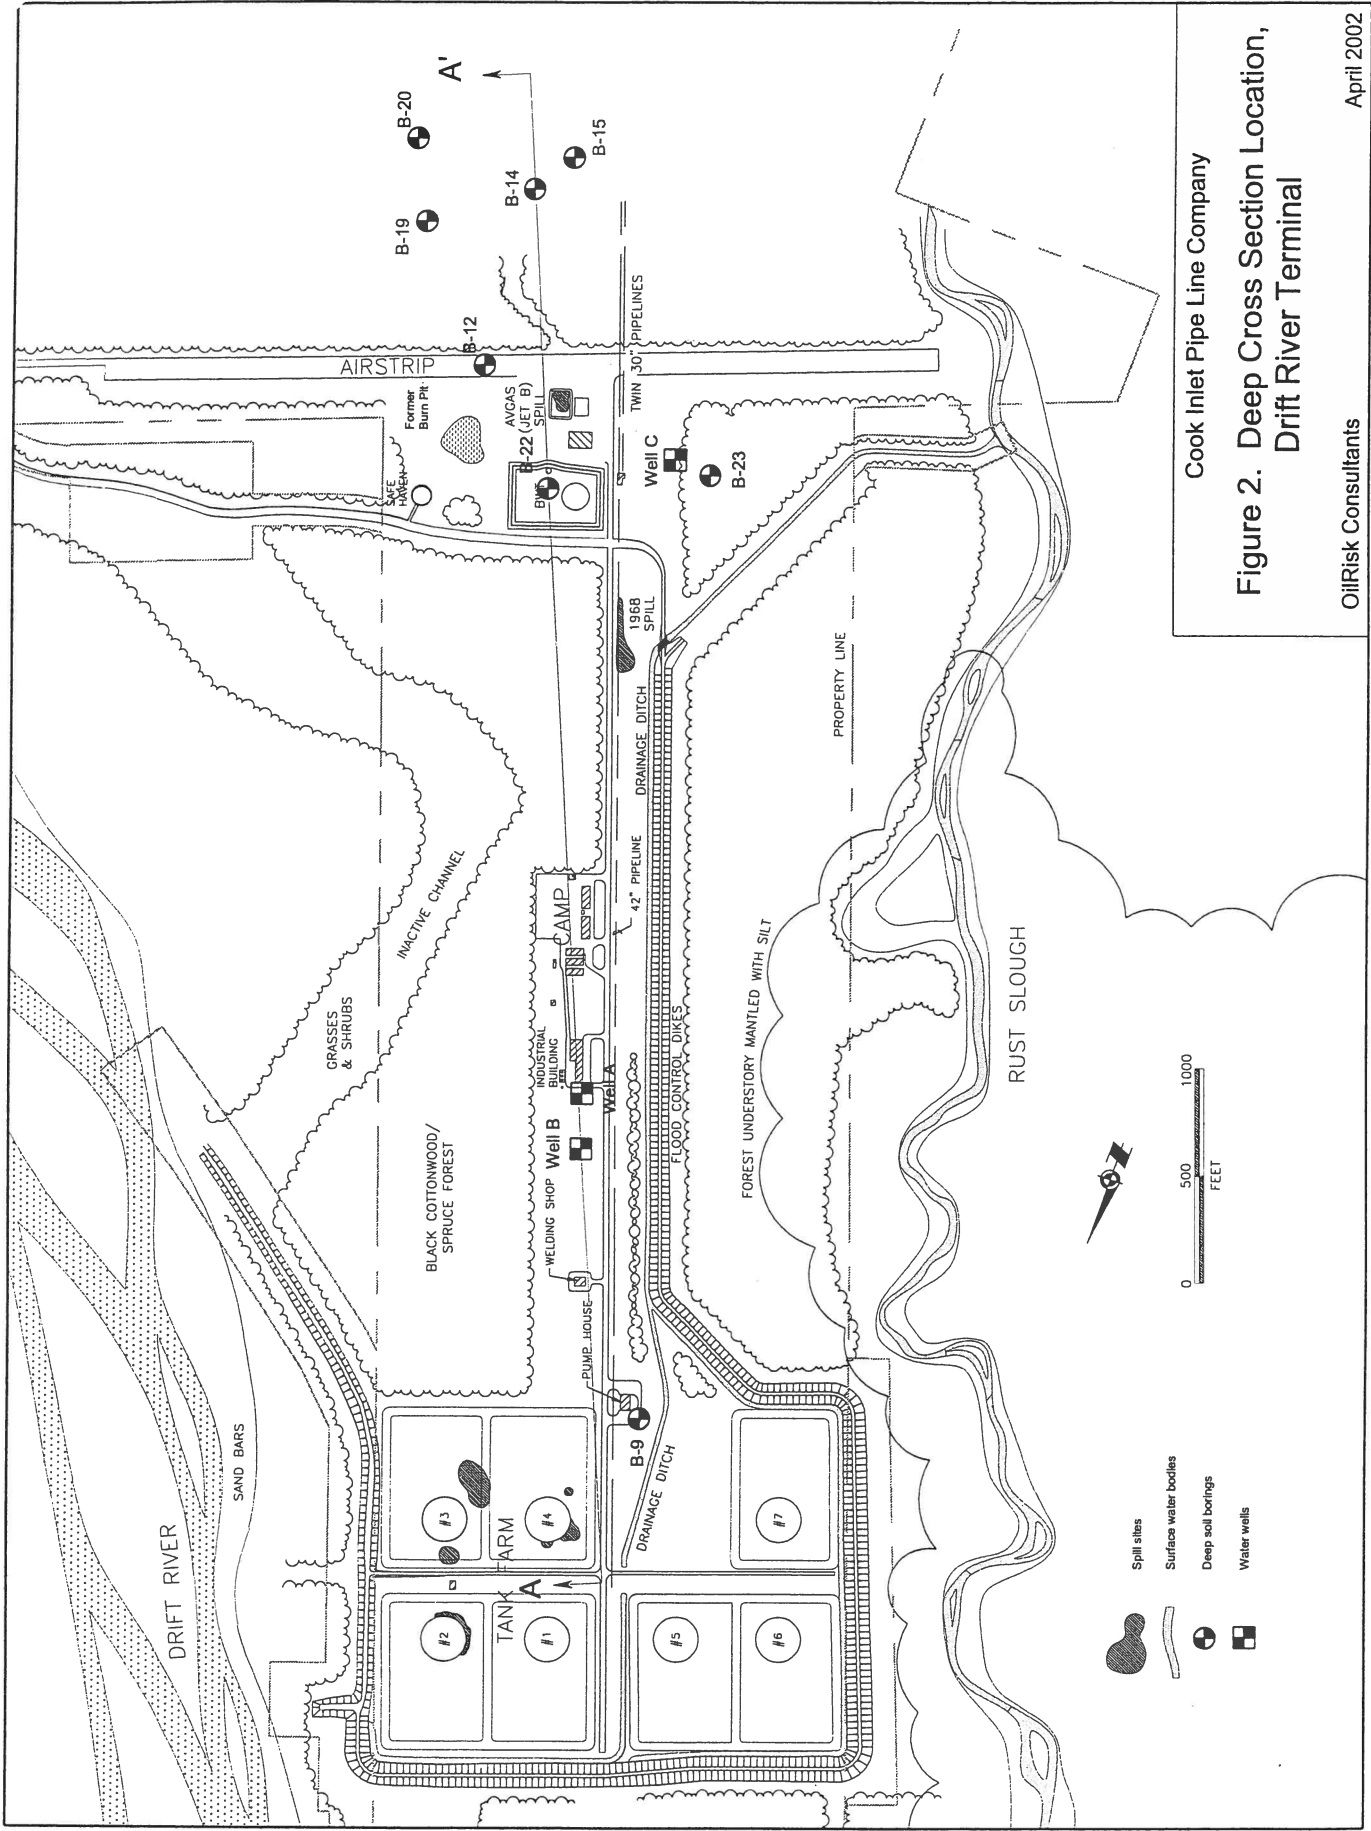 DRIFT RIVER
SAND BARS
GRASSES
& SHRUBS
INACTIVE CHANNEL
BLACK COTTONWOOD/
SPRUCE FOREST
TANK FARM
#1
#2
#3
#4
#5
#6
#7
A
A'
DRAINAGE DITCH
B-9
PUMP HOUSE
WELDING SHOP
Well B
Well A
INDUSTRIAL
BUILDING
CAMP
42" PIPELINE
DRAINAGE DITCH
FLOOD CONTROL DIKES
1968
SPILL
SAFE
HAVEN
Former
Burn Pit
B-22
AVGAS
(JET B)
SPILL
AIRSTRIP
B-12
B-19
B-20
B-14
B-15
TWIN 30" PIPELINES
Well C
B-23
FOREST UNDERSTORY MANTLED WITH SILT
PROPERTY LINE
RUST SLOUGH
0 500 1000
FEET
Spill sites
Surface water bodies
Deep soil borings
Water wells
Cook Inlet Pipe Line Company
Figure 2. Deep Cross Section Location,
Drift River Terminal
OilRisk Consultants
April 2002